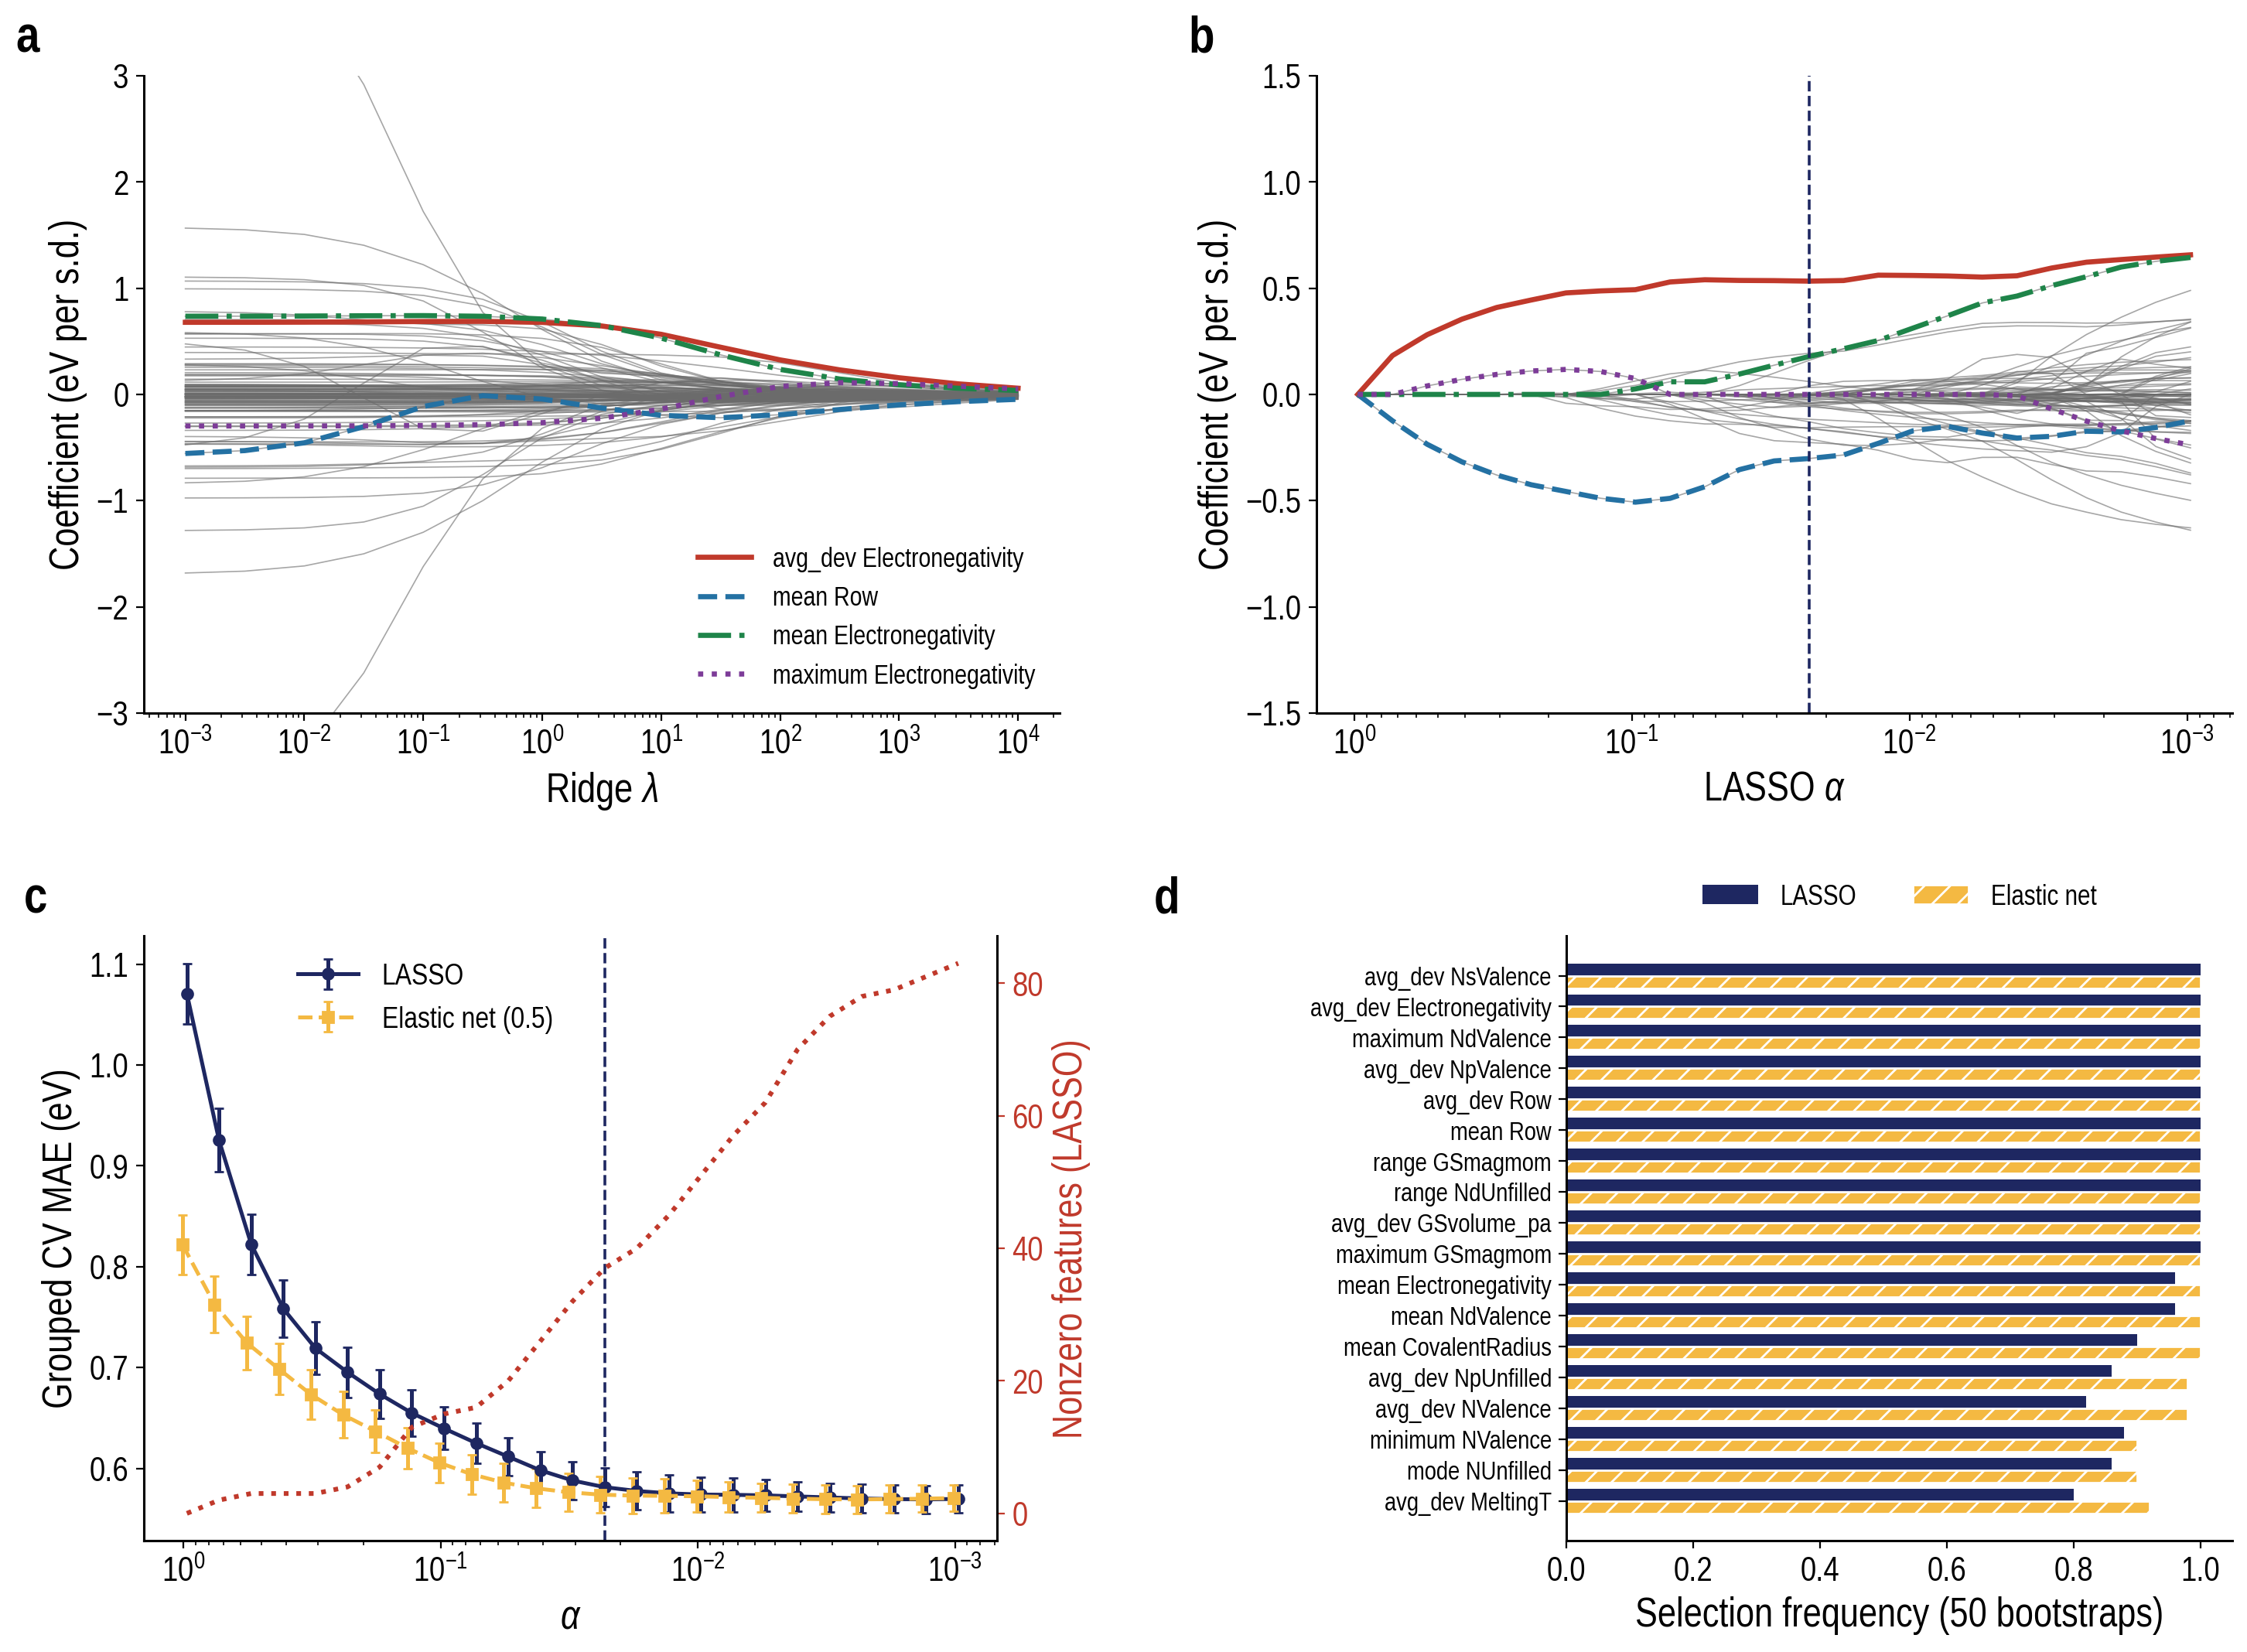 a
3
2
1
0
−1
−2
−3
Coefficient (eV per s.d.)
avg_dev Electronegativity
mean Row
mean Electronegativity
maximum Electronegativity
10⁻³ 10⁻² 10⁻¹ 10⁰ 10¹ 10² 10³ 10⁴
Ridge λ
b
1.5
1.0
0.5
0.0
−0.5
−1.0
−1.5
Coefficient (eV per s.d.)
10⁰ 10⁻¹ 10⁻² 10⁻³
LASSO α
c
1.1
1.0
0.9
0.8
0.7
0.6
Grouped CV MAE (eV)
LASSO
Elastic net (0.5)
80
60
40
20
0
Nonzero features (LASSO)
10⁰ 10⁻¹ 10⁻² 10⁻³
α
d
LASSO Elastic net
avg_dev NsValence
avg_dev Electronegativity
maximum NdValence
avg_dev NpValence
avg_dev Row
mean Row
range GSmagmom
range NdUnfilled
avg_dev GSvolume_pa
maximum GSmagmom
mean Electronegativity
mean NdValence
mean CovalentRadius
avg_dev NpUnfilled
avg_dev NValence
minimum NValence
mode NUnfilled
avg_dev MeltingT
0.0 0.2 0.4 0.6 0.8 1.0
Selection frequency (50 bootstraps)